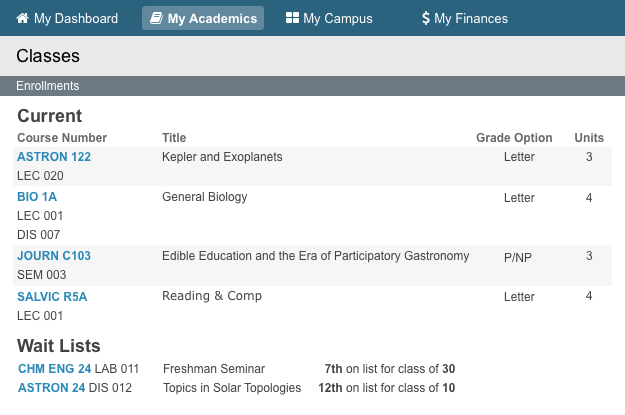 My Dashboard My Academics My Campus $ My Finances
Classes
Enrollments
Current
Course Number Title Grade Option Units
ASTRON 122 Kepler and Exoplanets Letter 3
LEC 020
BIO 1A General Biology Letter 4
LEC 001
DIS 007
JOURN C103 Edible Education and the Era of Participatory Gastronomy P/NP 3
SEM 003
SALVIC R5A Reading & Comp Letter 4
LEC 001
Wait Lists
CHM ENG 24 LAB 011 Freshman Seminar 7th on list for class of 30
ASTRON 24 DIS 012 Topics in Solar Topologies 12th on list for class of 10